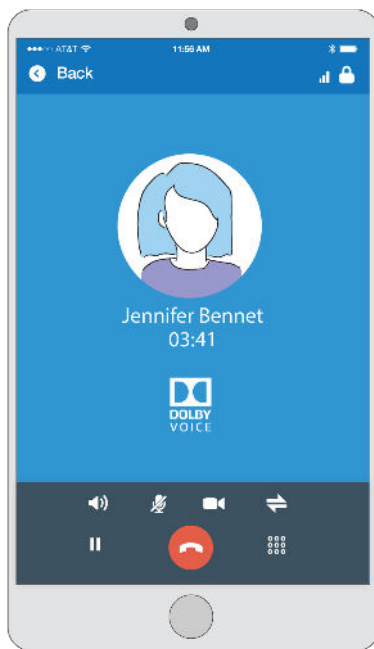 AT&T
11:56 AM
Back
Jennifer Bennet
03:41
DOLBY
VOICE